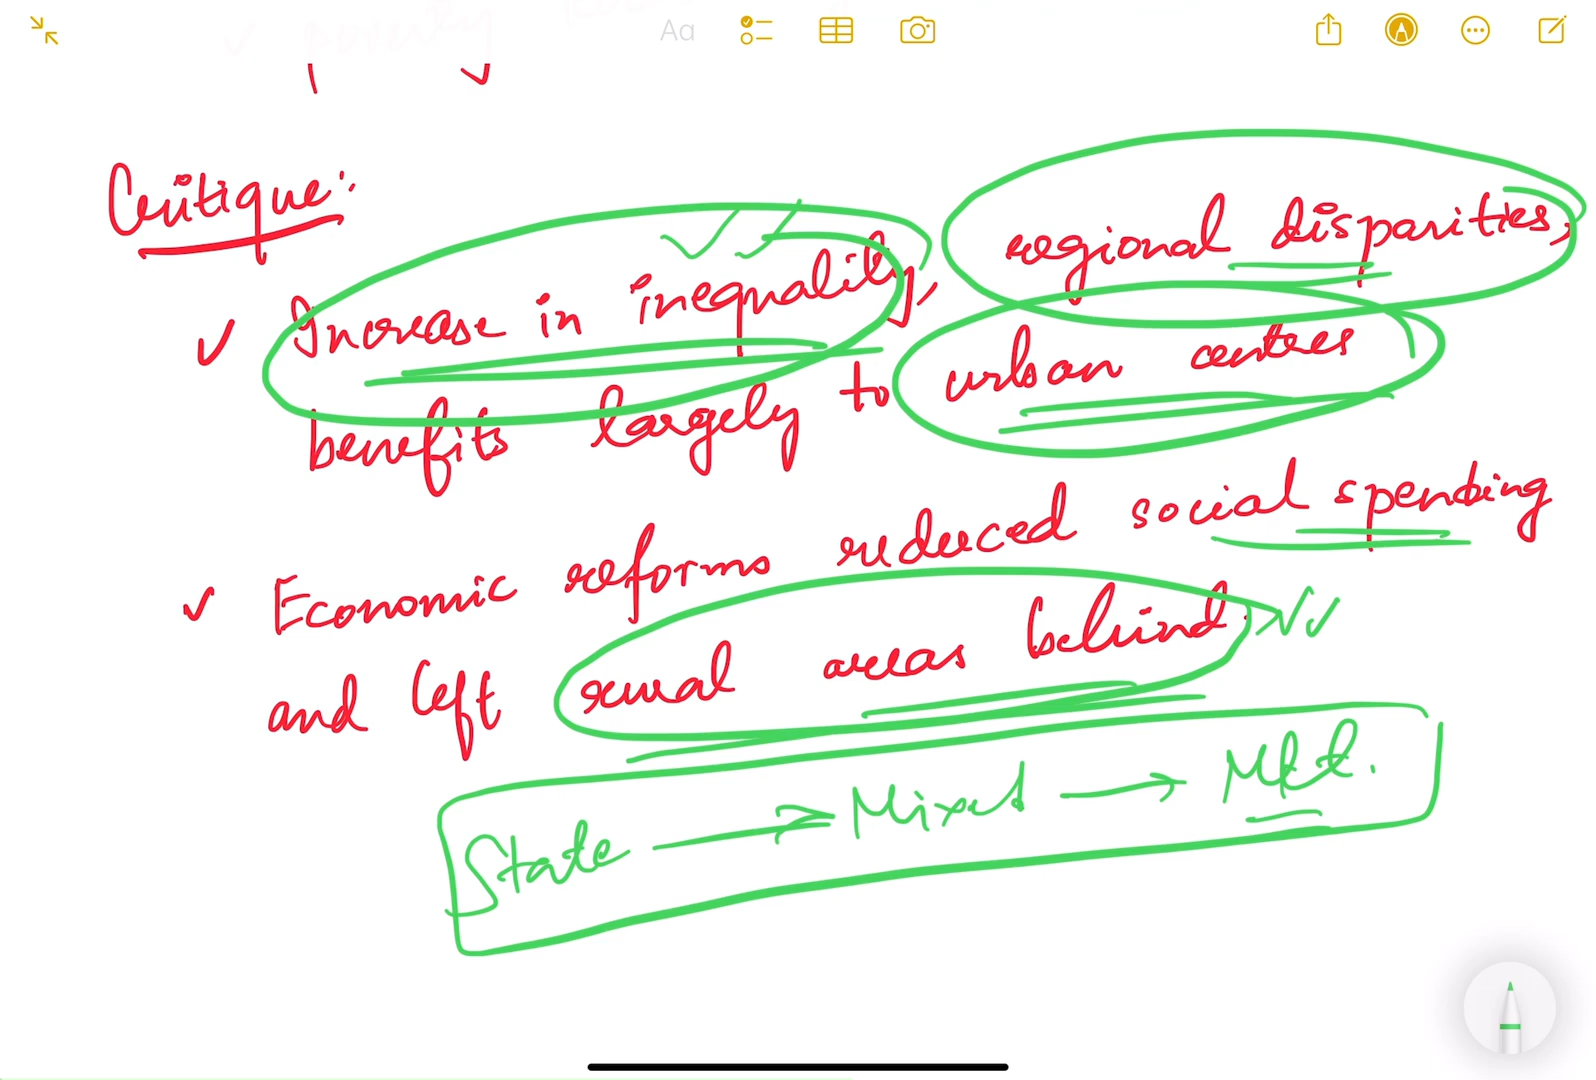 Aa
Critique:
Increase in inequality, regional disparities,
benefits largely to urban centres
Economic reforms reduced social spending
and left rural areas behind.
State → Mixed → Mkt.